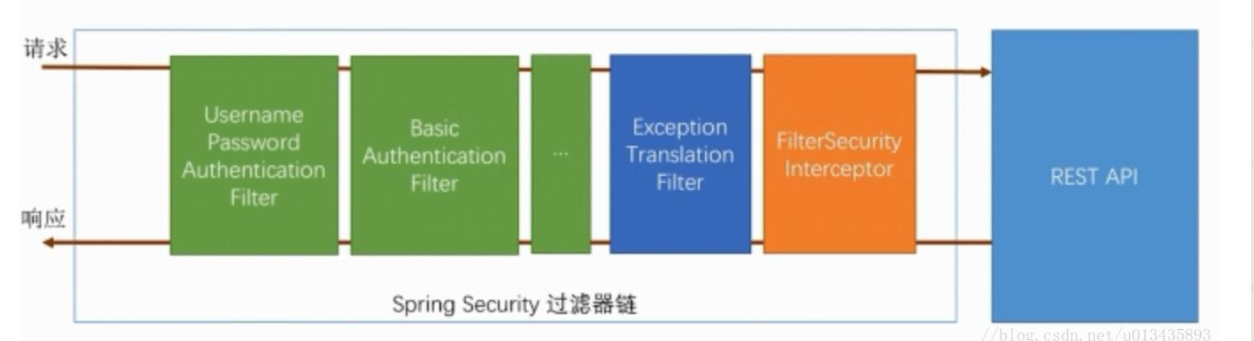 请求
Username
Password
Authentication
Filter
Basic
Authentication
Filter
...
Exception
Translation
Filter
FilterSecurity
Interceptor
REST API
响应
Spring Security 过滤器链
//blog.csdn.net/u013435893